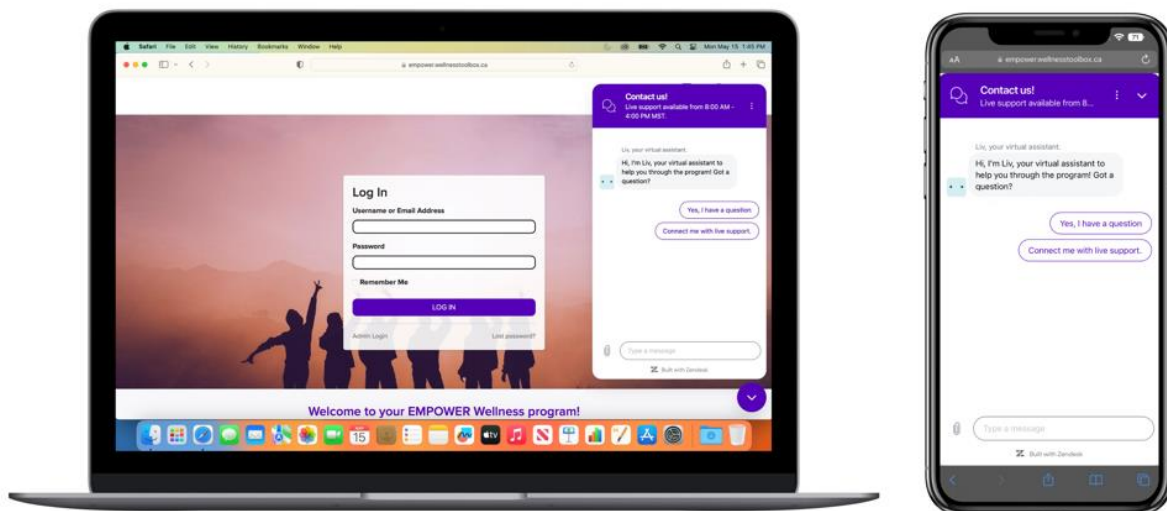 Safari File Edit View History Bookmarks Window Help
Mon May 15 1:45 PM
empower.wellnesstoolbox.ca
Contact us!
Live support available from 8:00 AM -
4:00 PM MST.
Liv, your virtual assistant.
Hi, I'm Liv, your virtual assistant to
help you through the program! Got a
question?
Yes, I have a question
Connect me with live support.
Type a message
Built with Zendesk
Log In
Username or Email Address
Password
Remember Me
LOG IN
Admin Login Lost password?
Welcome to your EMPOWER Wellness program!
15
tv
71
AA empower.wellnesstoolbox.ca
Contact us!
Live support available from 8...
Liv, your virtual assistant.
Hi, I'm Liv, your virtual assistant to
help you through the program! Got a
question?
Yes, I have a question
Connect me with live support.
Type a message
Built with Zendesk